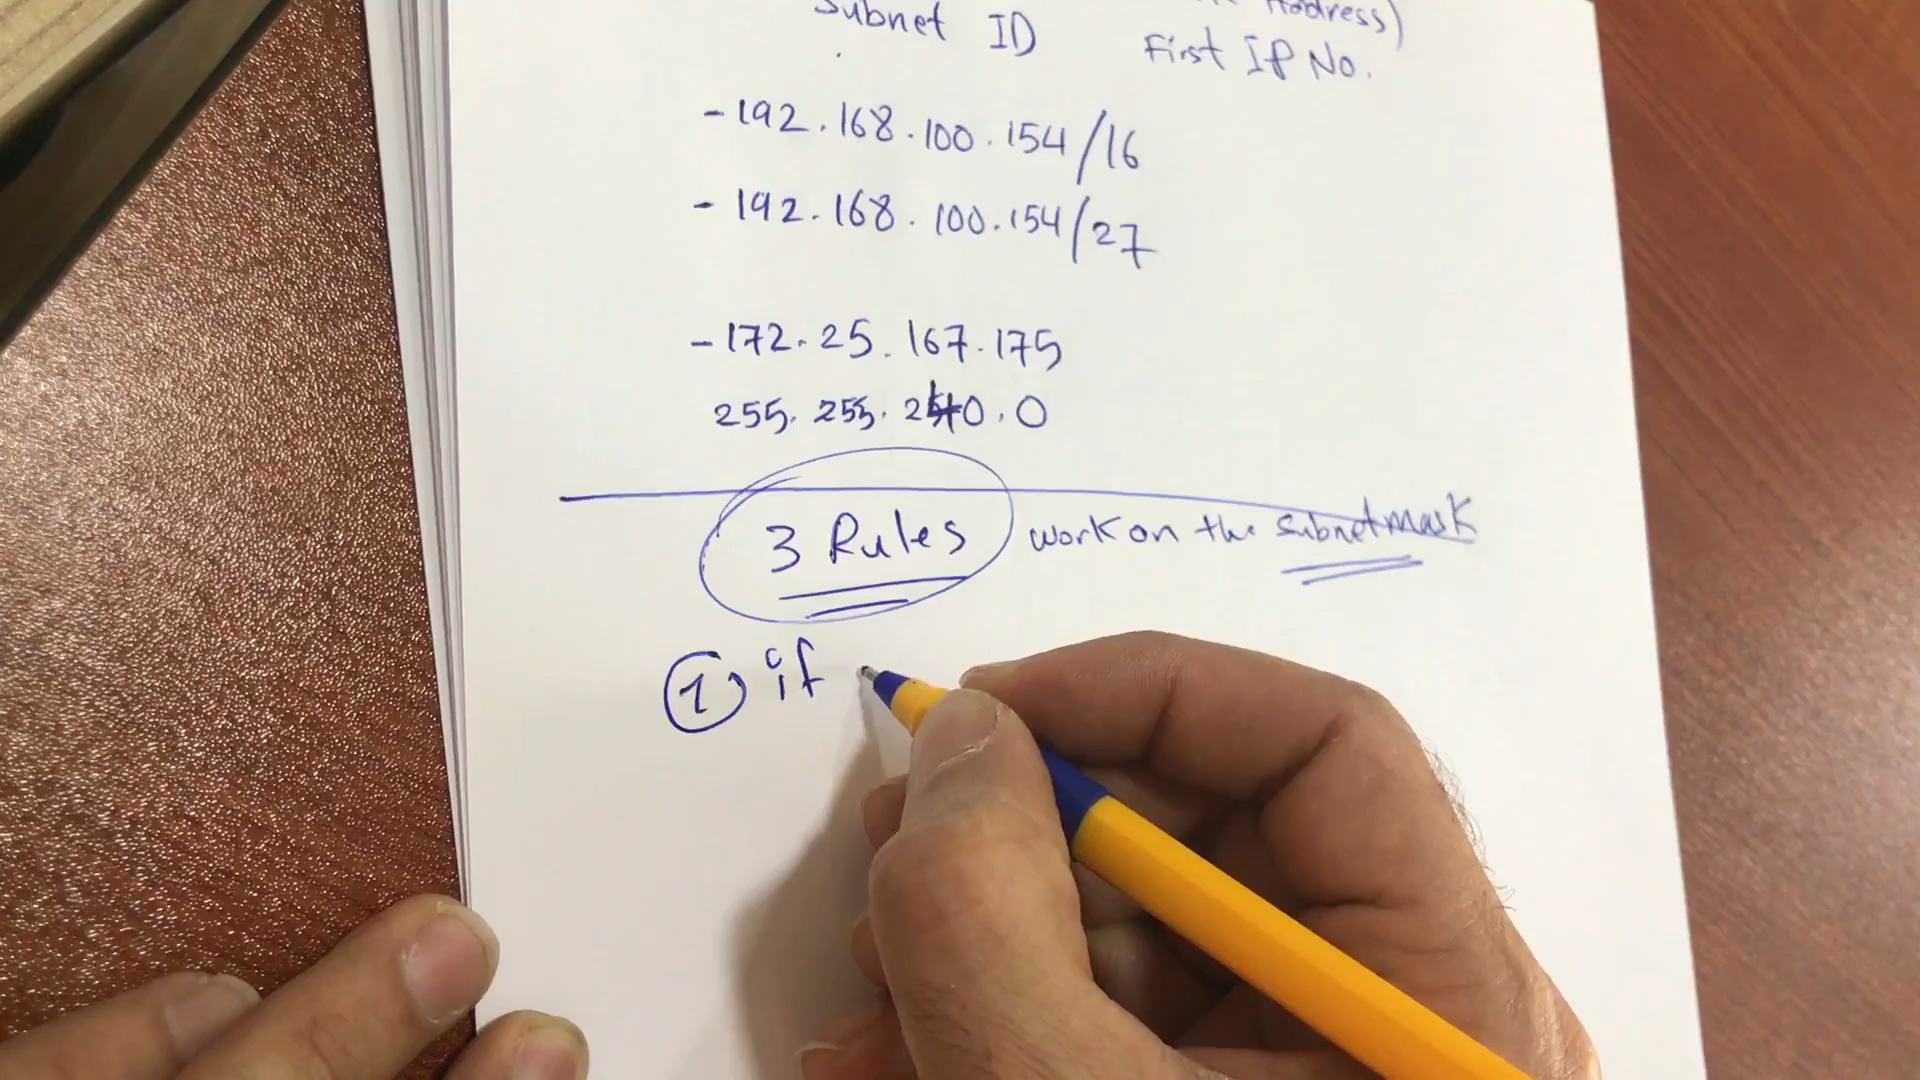 Subnet ID Address)
First IP No.
- 192.168.100.154/16
- 192.168.100.154/27
- 172.25.167.175
255.255.240.0
3 Rules work on the Subnetmask
1 if